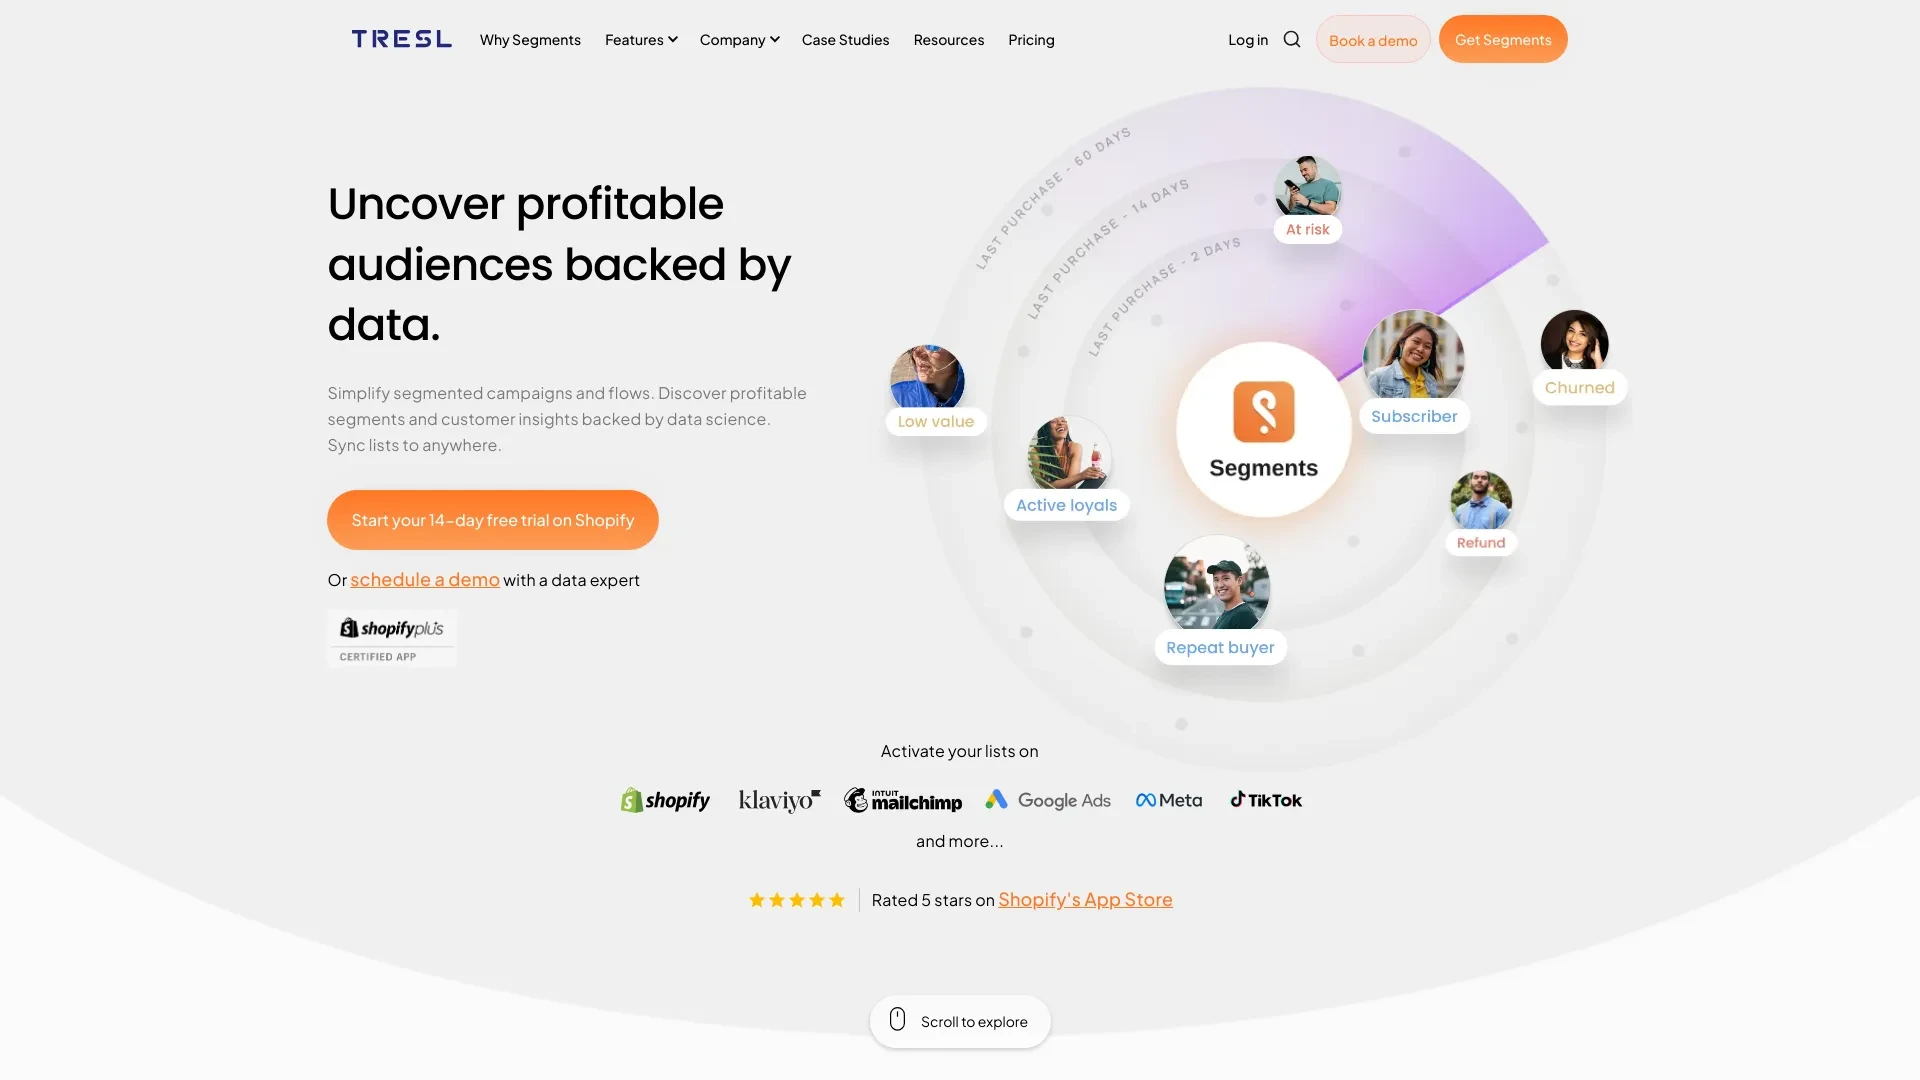 TRESL
Why Segments
Features
Company
Case Studies
Resources
Pricing
Log in
Book a demo
Get Segments
Uncover profitable
audiences backed by
data.
Simplify segmented campaigns and flows. Discover profitable
segments and customer insights backed by data science.
Sync lists to anywhere.
Start your 14-day free trial on Shopify
Or schedule a demo with a data expert
shopifyplus
CERTIFIED APP
LAST PURCHASE - 60 DAYS
LAST PURCHASE - 14 DAYS
LAST PURCHASE - 2 DAYS
At risk
Low value
Active loyals
Segments
Subscriber
Churned
Refund
Repeat buyer
Activate your lists on
shopify
klaviyo
INTUIT
mailchimp
Google Ads
Meta
TikTok
and more...
Rated 5 stars on Shopify's App Store
Scroll to explore